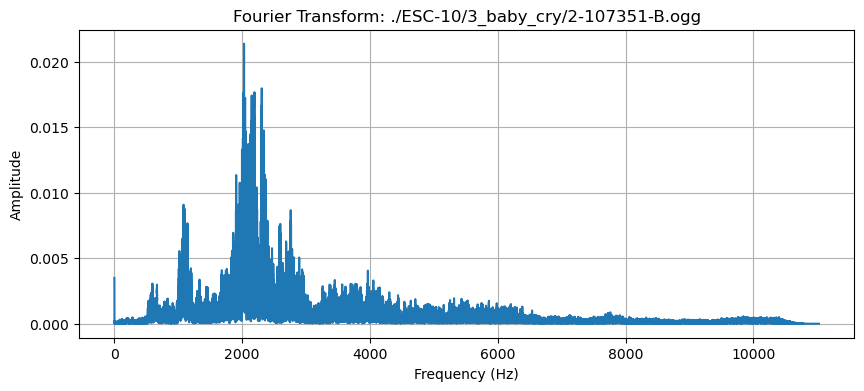 Fourier Transform: ./ESC-10/3_baby_cry/2-107351-B.ogg
Amplitude
0.020
0.015
0.010
0.005
0.000
0 2000 4000 6000 8000 10000
Frequency (Hz)